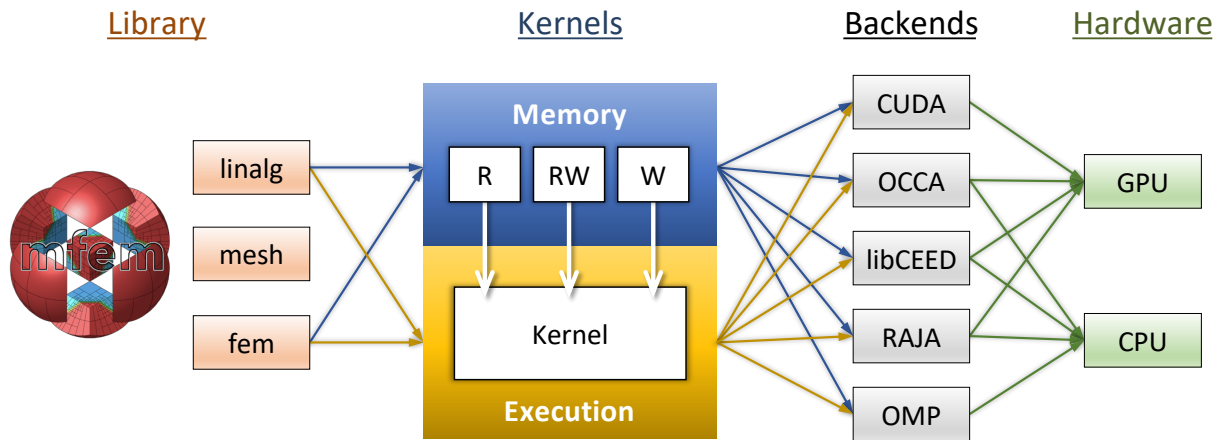 Library
Kernels
Backends
Hardware
mfem
linalg
mesh
fem
Memory
R
RW
W
Kernel
Execution
CUDA
OCCA
libCEED
RAJA
OMP
GPU
CPU